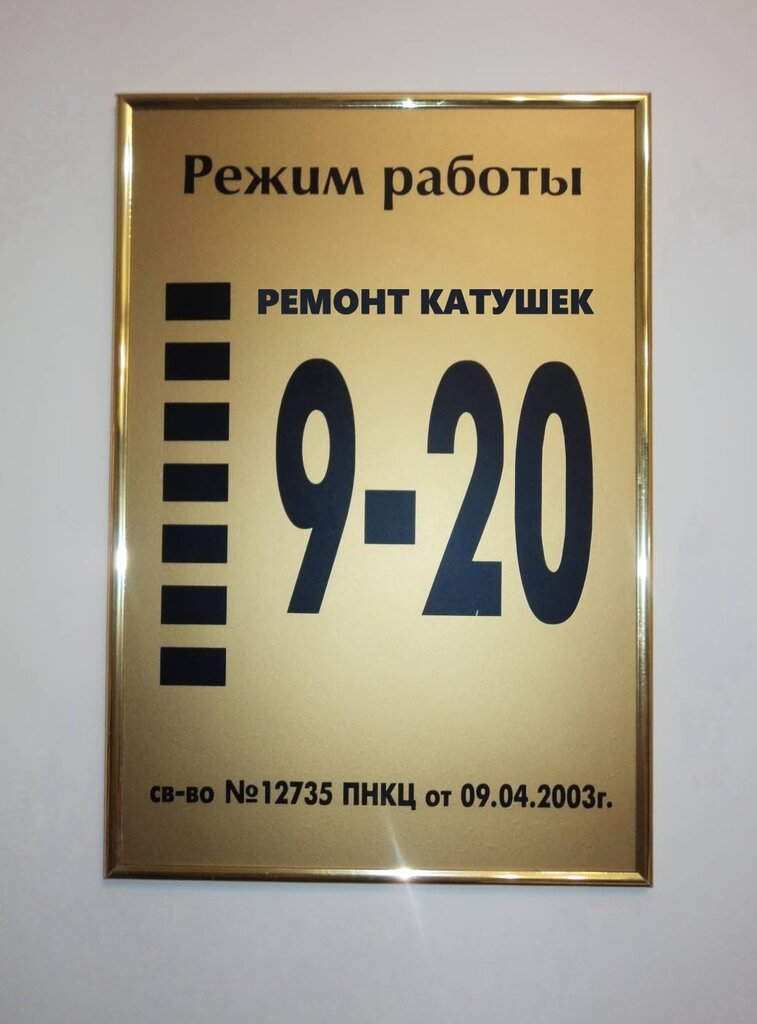 Режим работы
РЕМОНТ КАТУШЕК
9-20
св-во №12735 ПНКЦ от 09.04.2003г.